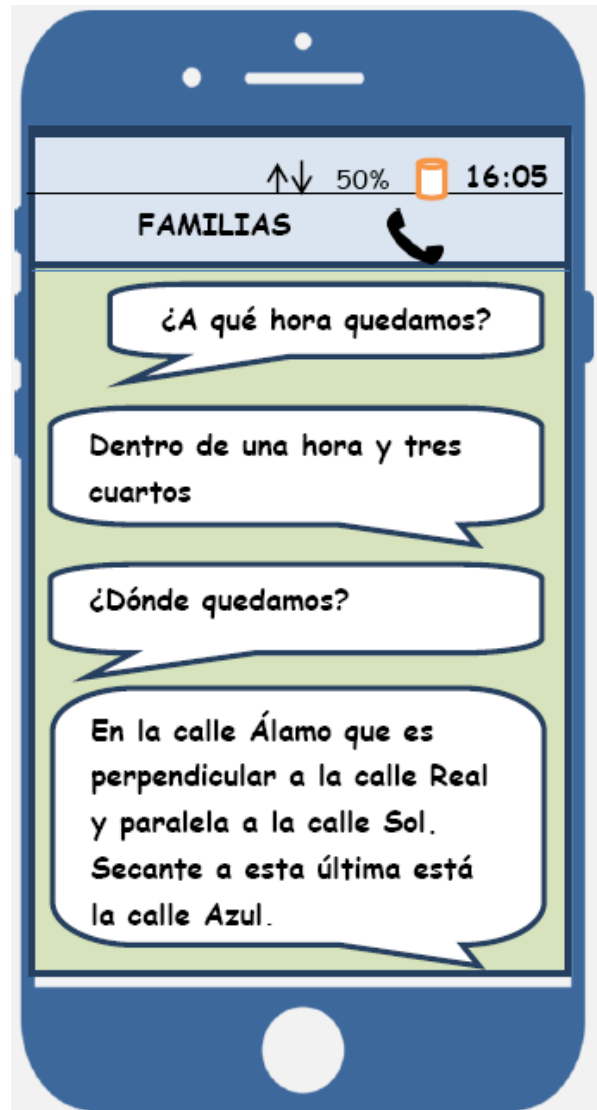 50% 16:05
FAMILIAS
¿A qué hora quedamos?
Dentro de una hora y tres
cuartos
¿Dónde quedamos?
En la calle Álamo que es
perpendicular a la calle Real
y paralela a la calle Sol.
Secante a esta última está
la calle Azul.